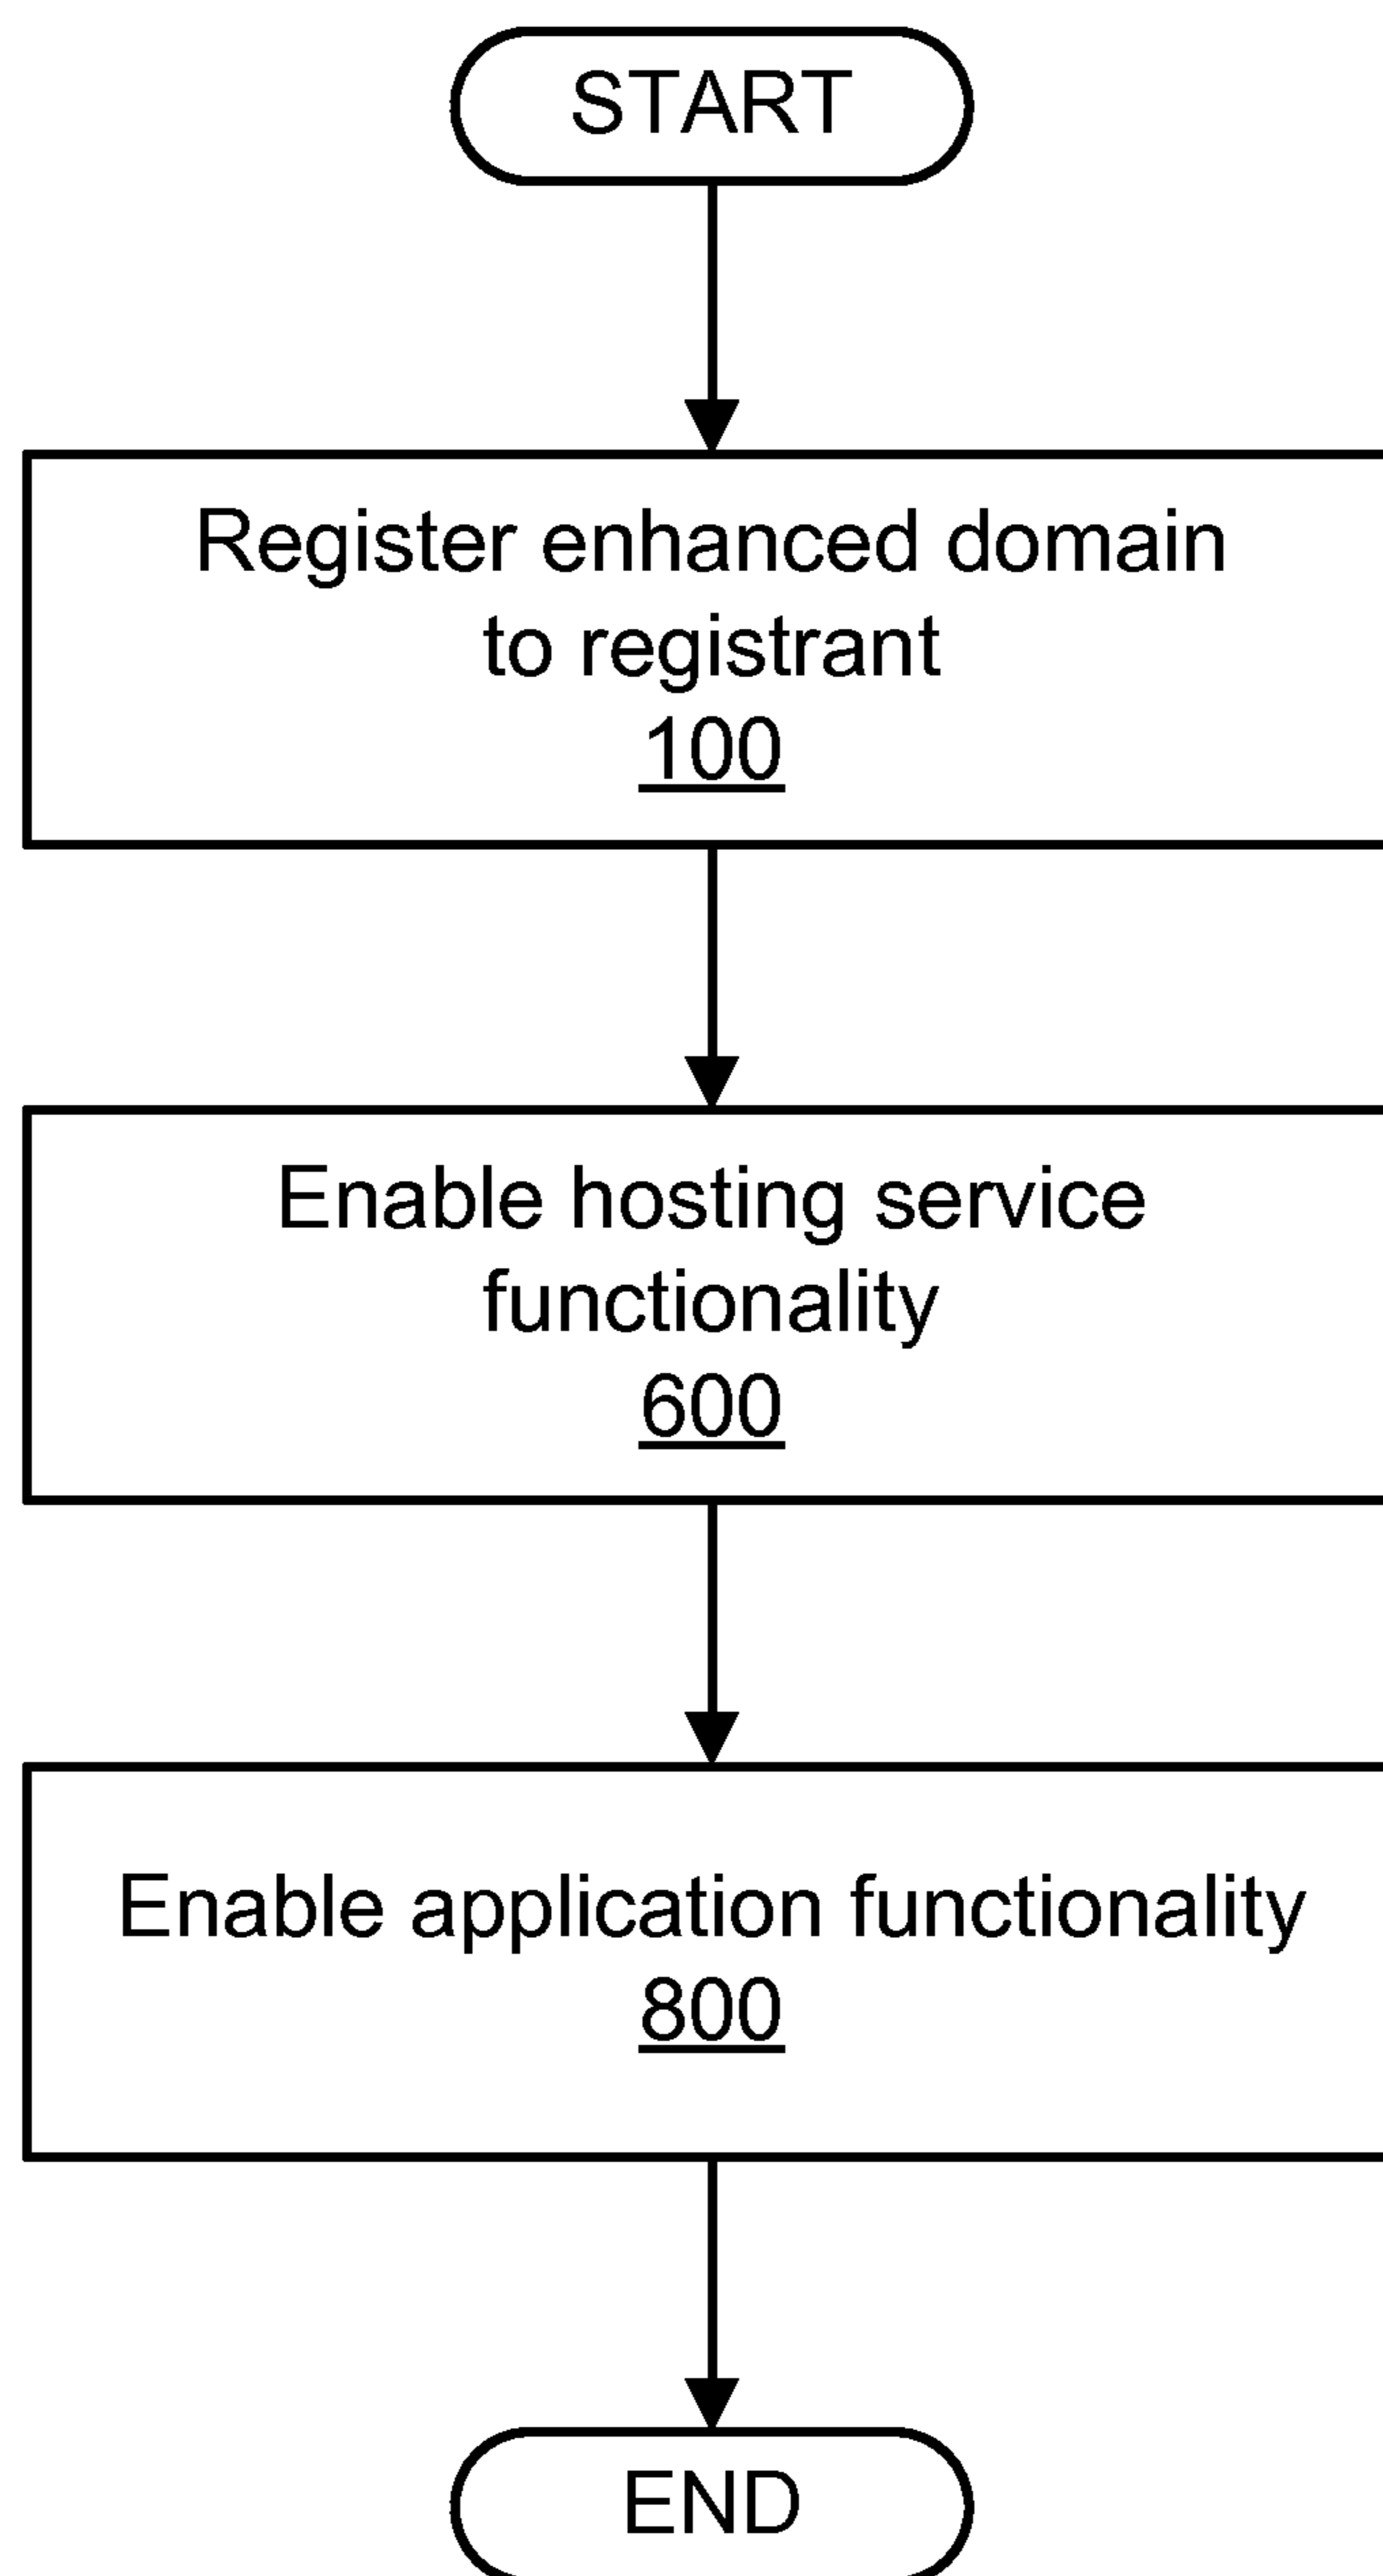 START
Register enhanced domain
to registrant
100
Enable hosting service
functionality
600
Enable application functionality
800
END